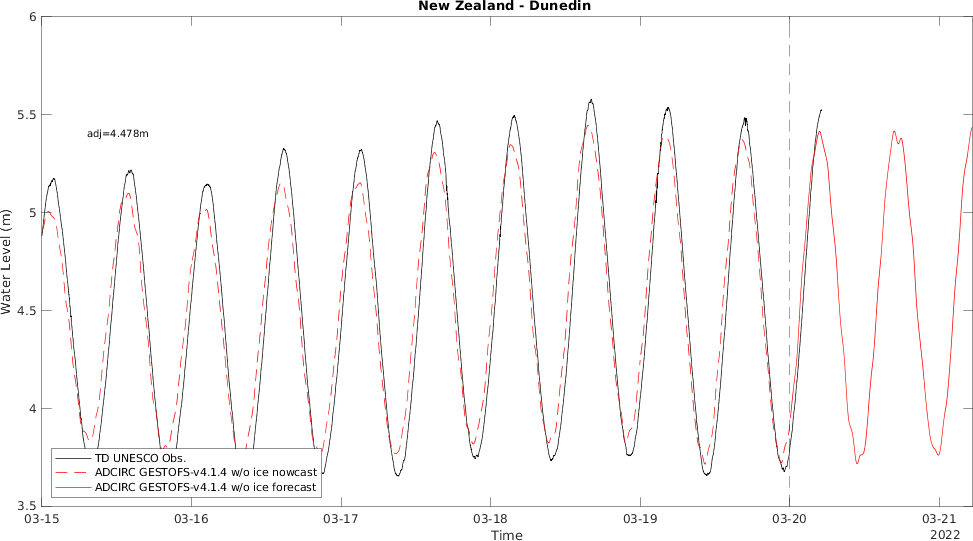 New Zealand - Dunedin
6
5.5
5
4.5
4
3.5
Water Level (m)
adj=4.478m
TD UNESCO Obs.
ADCIRC GESTOFS-v4.1.4 w/o ice nowcast
ADCIRC GESTOFS-v4.1.4 w/o ice forecast
03-15
03-16
03-17
03-18
03-19
03-20
03-21
Time
2022